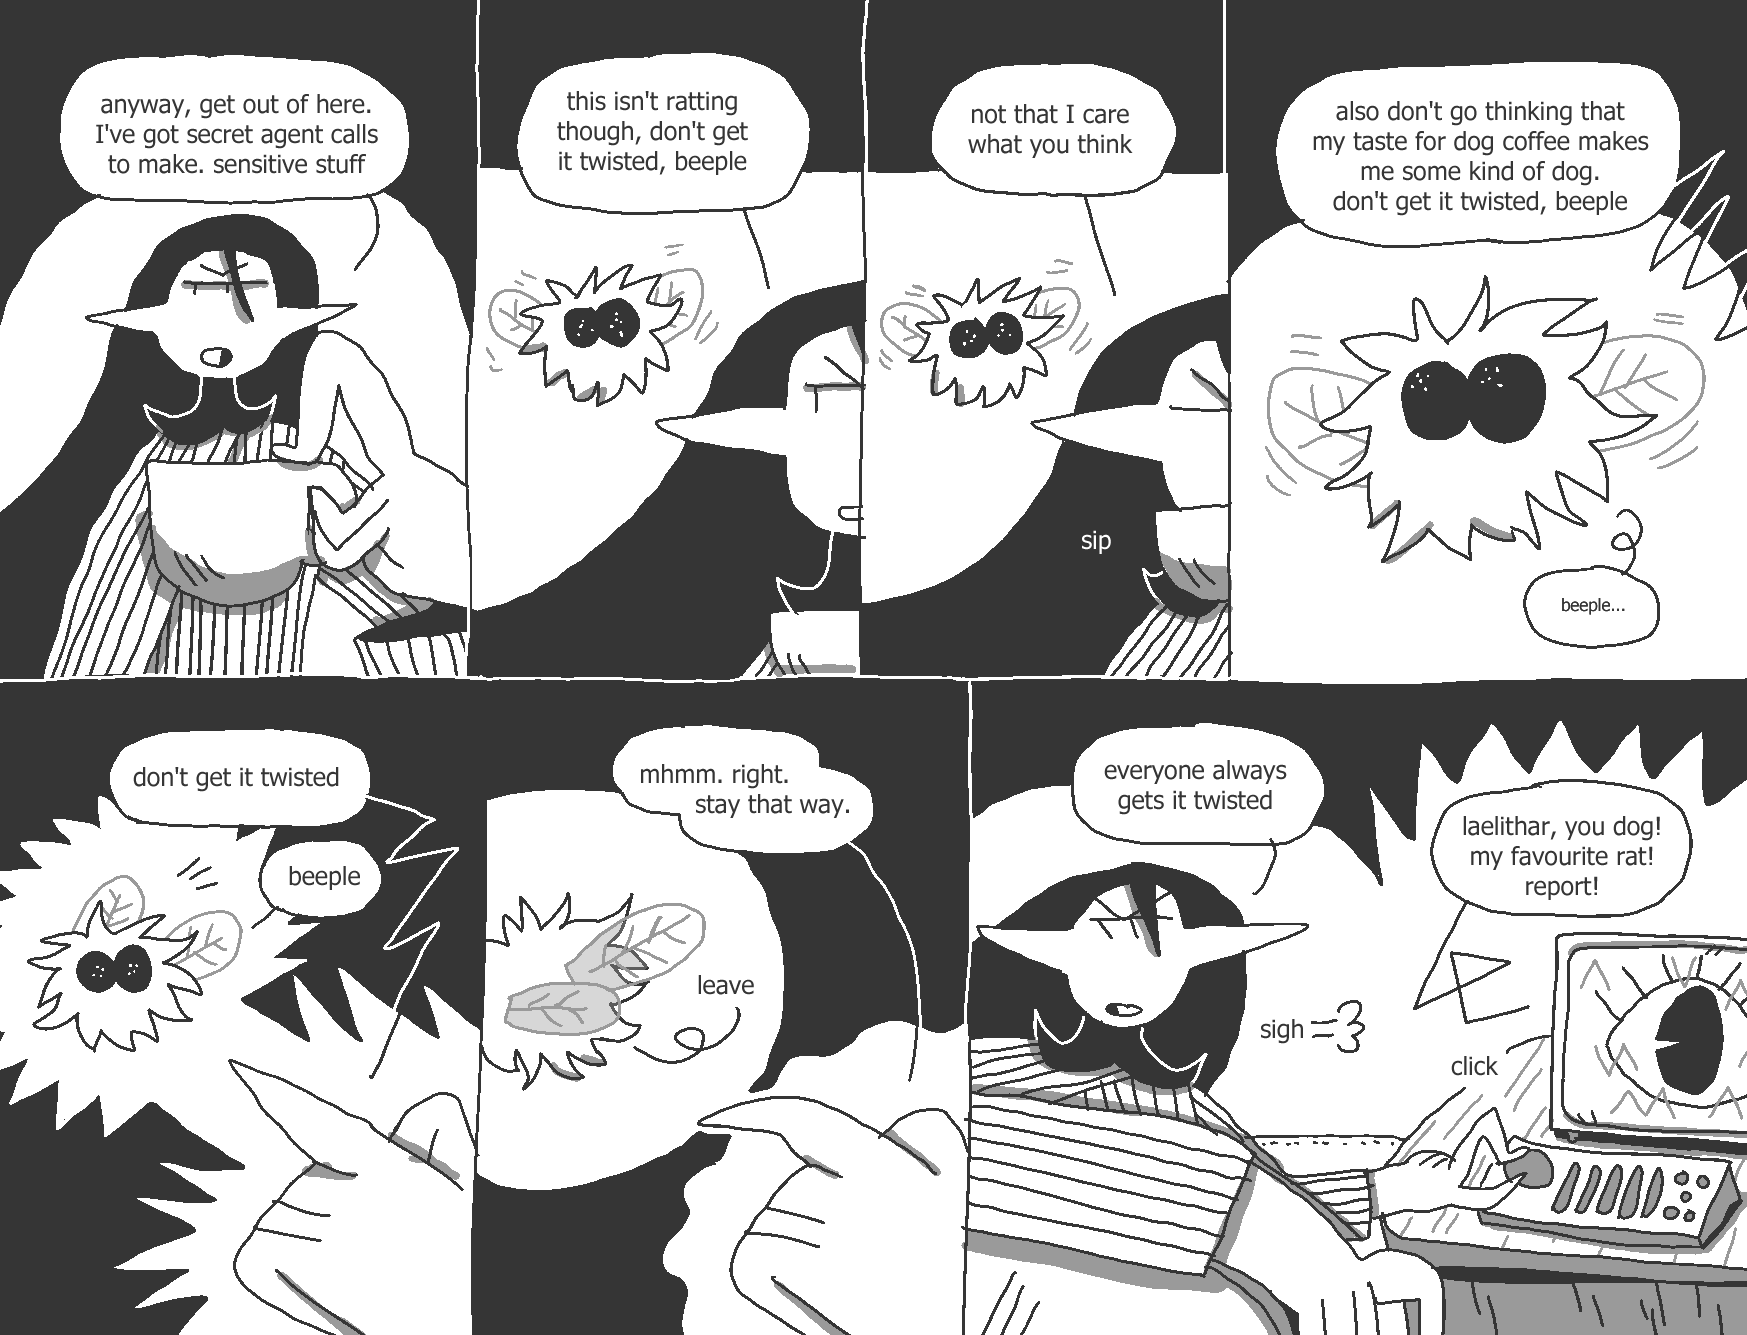 anyway, get out of here.
I've got secret agent calls
to make. sensitive stuff
this isn't ratting
though, don't get
it twisted, beeple
not that I care
what you think
sip
also don't go thinking that
my taste for dog coffee makes
me some kind of dog.
don't get it twisted, beeple
beeple...
don't get it twisted
beeple
mhmm. right.
stay that way.
leave
everyone always
gets it twisted
sigh
laelithar, you dog!
my favourite rat!
report!
click